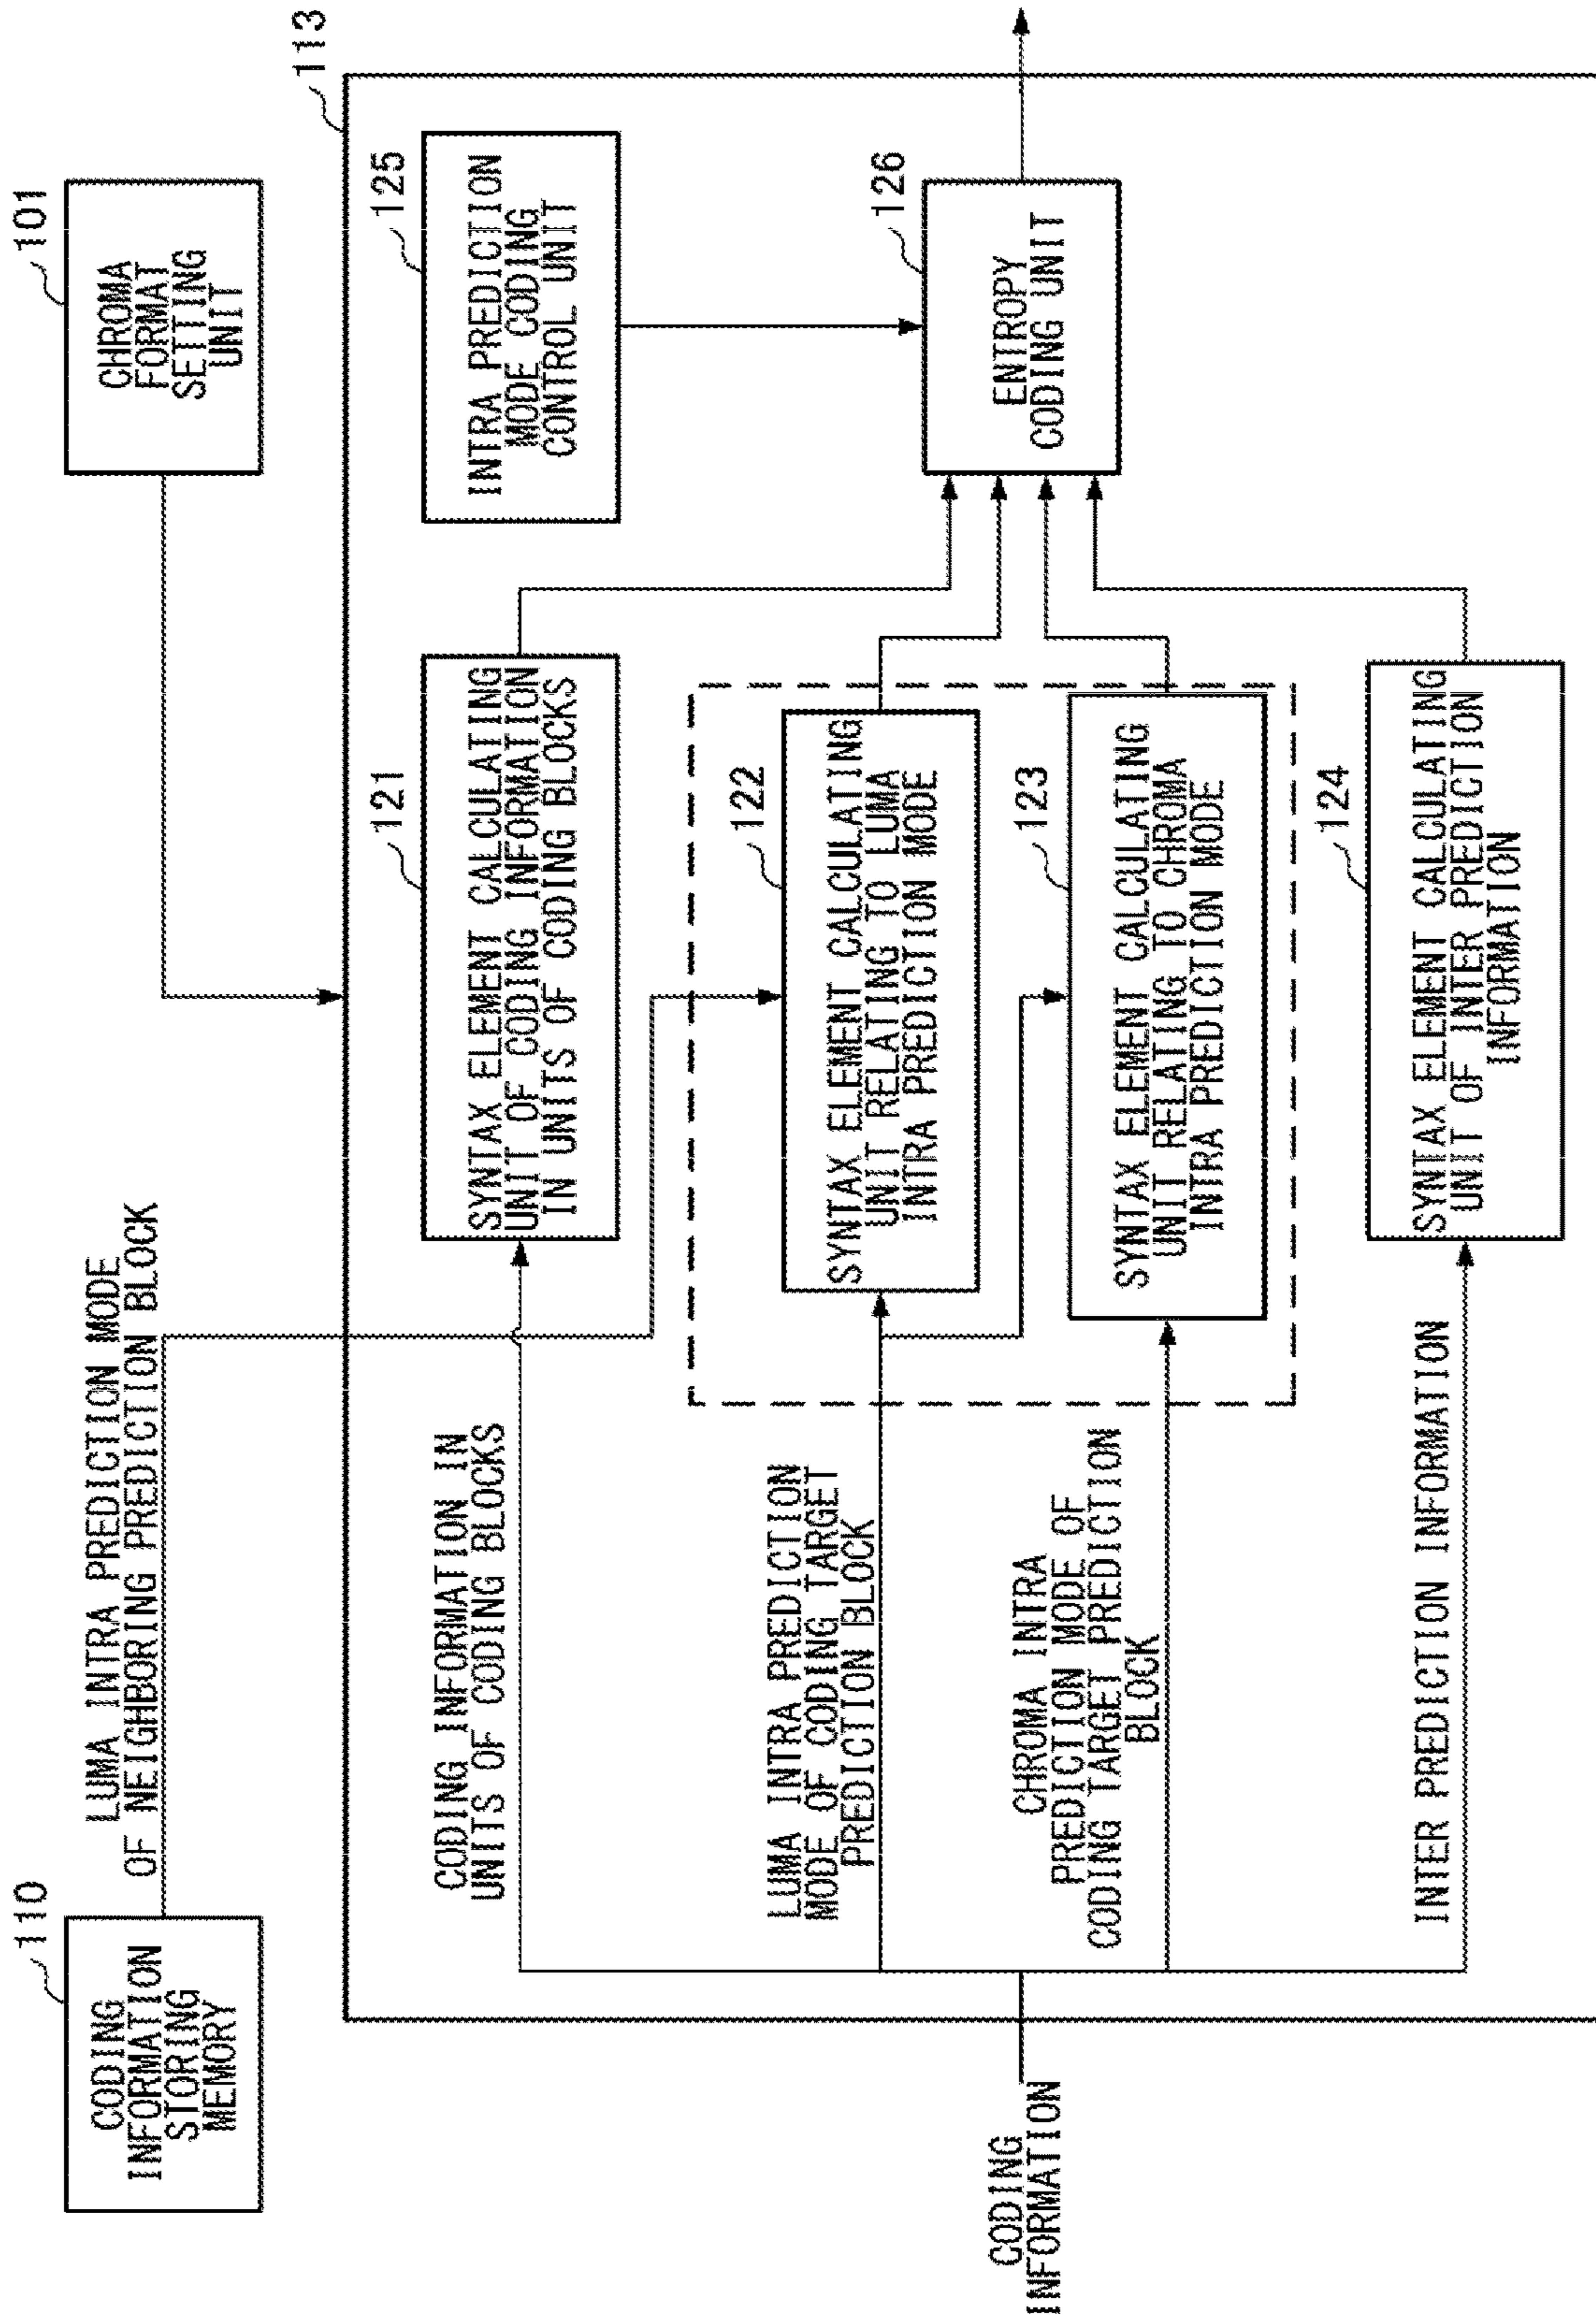 110
CODING
INFORMATION
STORING
MEMORY
LUMA INTRA PREDICTION MODE
OF NEIGHBORING PREDICTION BLOCK
101
CHROMA
FORMAT
SETTING
UNIT
113
CODING
INFORMATION
CODING INFORMATION IN
UNITS OF CODING BLOCKS
121
SYNTAX ELEMENT CALCULATING
UNIT OF CODING INFORMATION
IN UNITS OF CODING BLOCKS
125
INTRA PREDICTION
MODE CODING
CONTROL UNIT
LUMA INTRA PREDICTION
MODE OF CODING TARGET
PREDICTION BLOCK
122
SYNTAX ELEMENT CALCULATING
UNIT RELATING TO LUMA
INTRA PREDICTION MODE
126
ENTROPY
CODING UNIT
CHROMA INTRA
PREDICTION MODE OF
CODING TARGET PREDICTION
BLOCK
123
SYNTAX ELEMENT CALCULATING
UNIT RELATING TO CHROMA
INTRA PREDICTION MODE
INTER PREDICTION INFORMATION
124
SYNTAX ELEMENT CALCULATING
UNIT OF INTER PREDICTION
INFORMATION